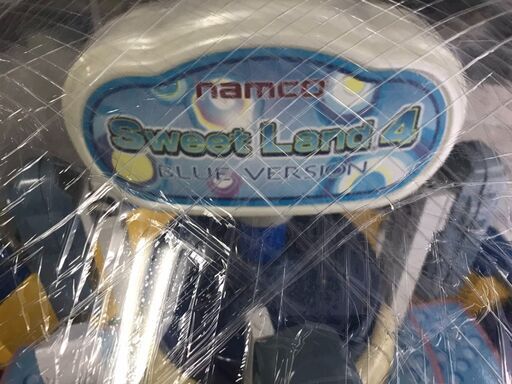 namco
Sweet Land 4
BLUE VERSION